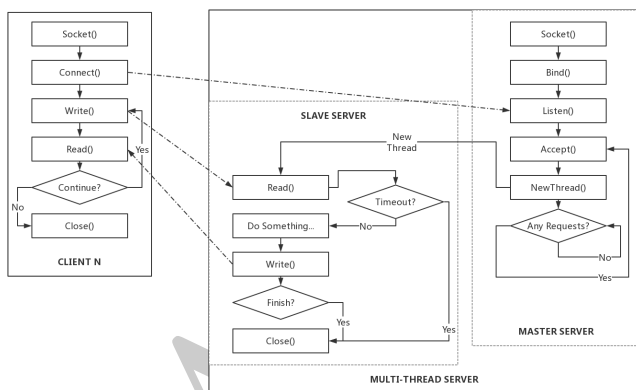 Socket()
Connect()
Write()
Read()
Yes
Continue?
No
Close()
CLIENT N
SLAVE SERVER
New
Thread
Read()
Timeout?
Do Something...
No
Write()
Finish?
Yes
Yes
Close()
Socket()
Bind()
Listen()
Accept()
NewThread()
Any Requests?
No
Yes
MASTER SERVER
MULTI-THREAD SERVER